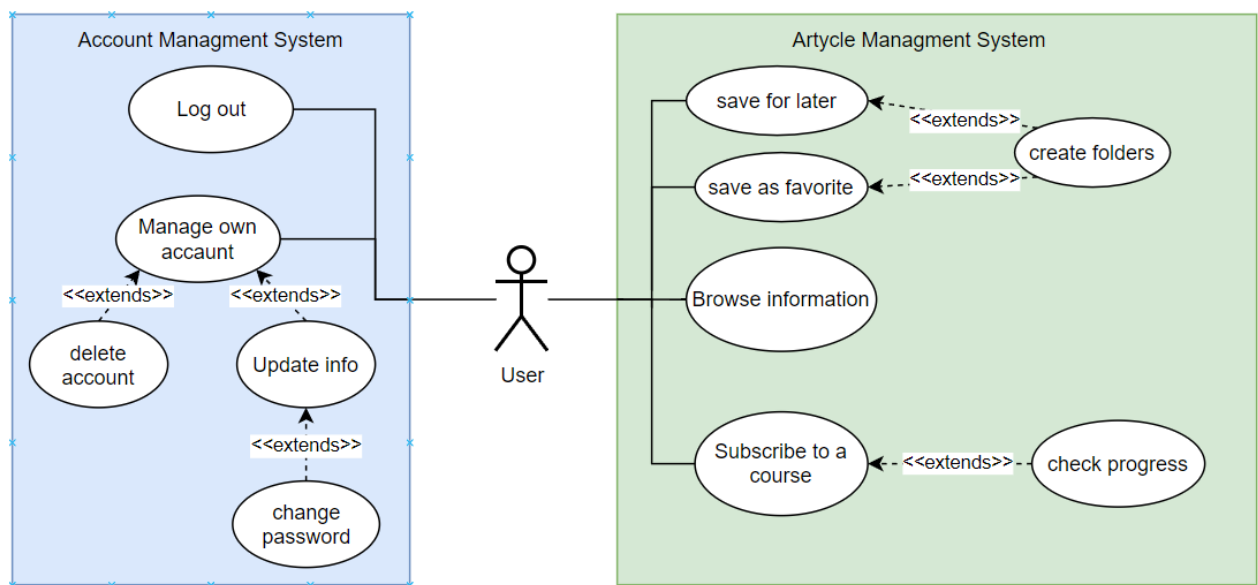 Account Managment System
Log out
Manage own
accaunt
<<extends>>
<<extends>>
delete
account
Update info
<<extends>>
change
password
User
Artycle Managment System
save for later
<<extends>>
create folders
save as favorite
<<extends>>
Browse information
Subscribe to a
course
<<extends>>
check progress